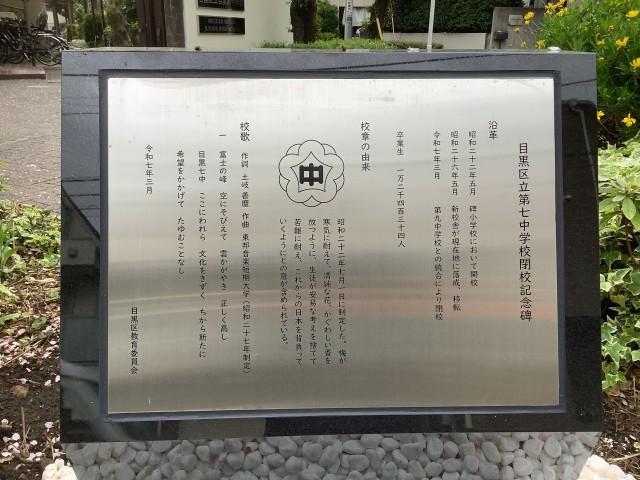 目黒区立第七中学校閉校記念碑
沿革
昭和二十二年五月 碑小学校において開校
昭和二十六年五月 新校舎が現在地に落成、移転
令和七年三月 第九中学校との統合により閉校
卒業生 一万二千四百三十四人
校章の由来
中
昭和二十二年七月一日に制定した。梅が
寒気に耐えて、清純な花、かぐわしい香を
放つように、生徒が安易な考えを捨てて
苦難に耐え、これからの日本を背負って
いくようにとの意が含められている。
校歌 作詞 土岐善麿 作曲 東邦音楽短期大学(昭和二十七年制定)
一 富士の峰 空にそびえて 雲かがやき 正しく高し
目黒七中 ここにわれら 文化をきずく ちから新たに
希望をかかげて たゆむことなし
令和七年三月
目黒区教育委員会